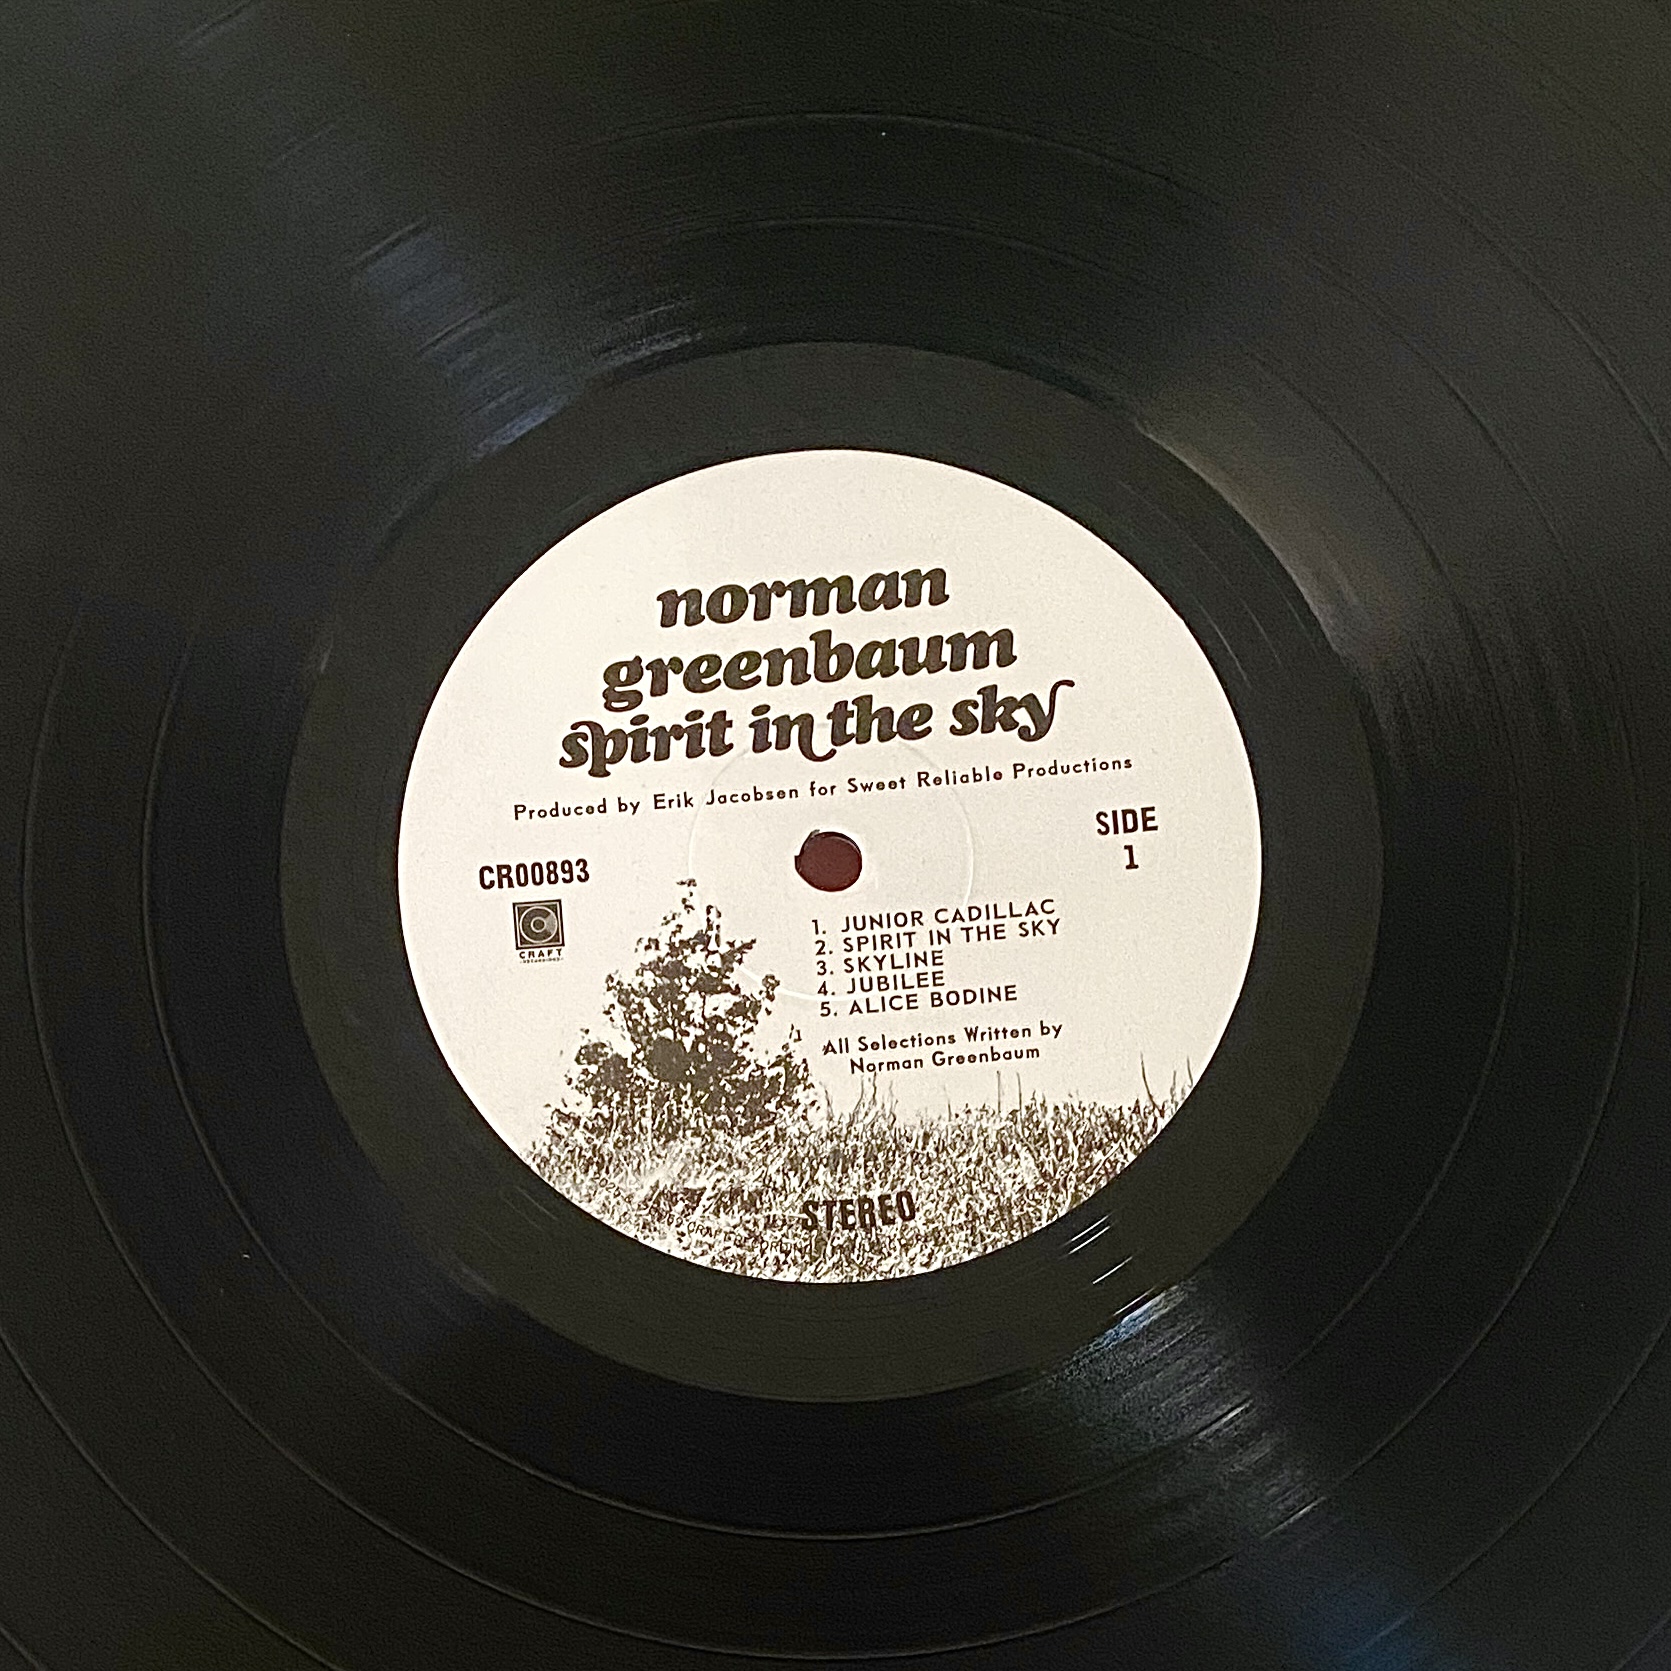 norman
greenbaum
spirit in the sky
Produced by Erik Jacobsen for Sweet Reliable Productions
SIDE
1
CR00893
CRAFT
RECORDINGS
1. JUNIOR CADILLAC
2. SPIRIT IN THE SKY
3. SKYLINE
4. JUBILEE
5. ALICE BODINE
All Selections Written by
Norman Greenbaum
STEREO